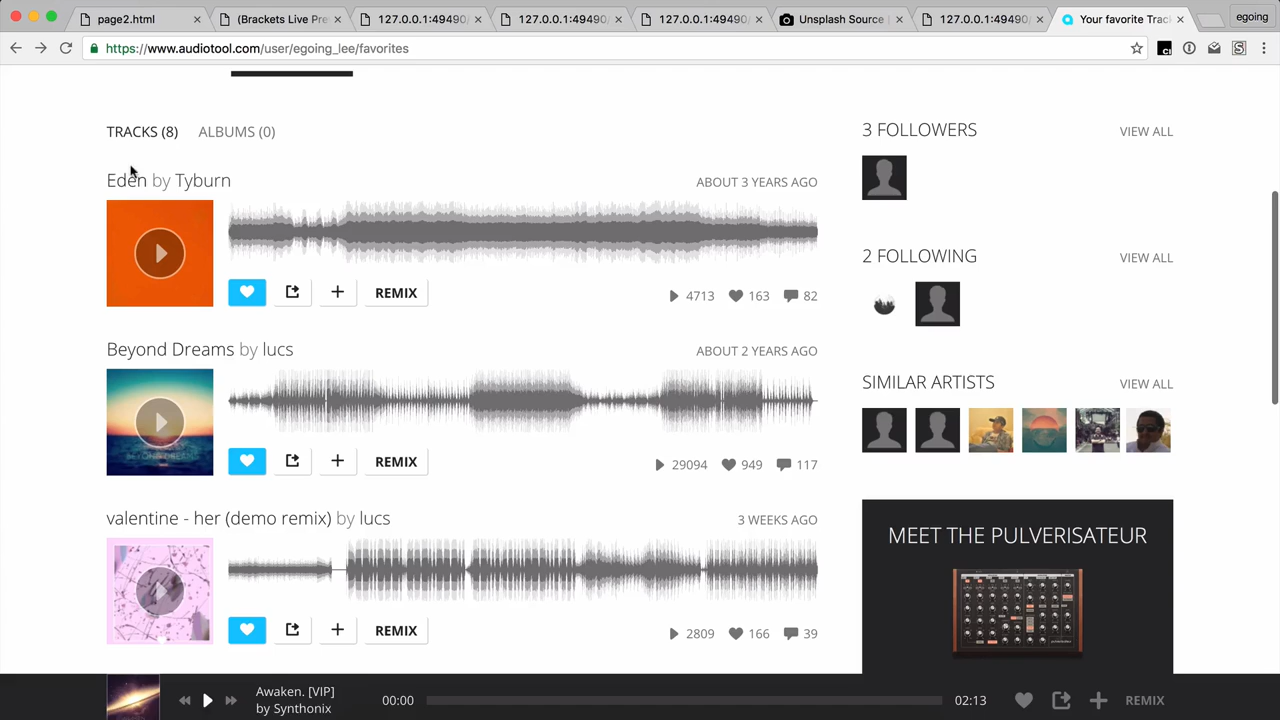 page2.html
(Brackets Live Pre
127.0.0.1:49490/
127.0.0.1:49490/
127.0.0.1:49490/
Unsplash Source |
127.0.0.1:49490/
Your favorite Trac
egoing
https://www.audiotool.com/user/egoing_lee/favorites
TRACKS (8)
ALBUMS (0)
Eden by Tyburn
ABOUT 3 YEARS AGO
REMIX
4713
163
82
Beyond Dreams by lucs
ABOUT 2 YEARS AGO
REMIX
29094
949
117
valentine - her (demo remix) by lucs
3 WEEKS AGO
REMIX
2809
166
39
3 FOLLOWERS
VIEW ALL
2 FOLLOWING
VIEW ALL
SIMILAR ARTISTS
VIEW ALL
MEET THE PULVERISATEUR
Awaken. [VIP]
by Synthonix
00:00
02:13
REMIX